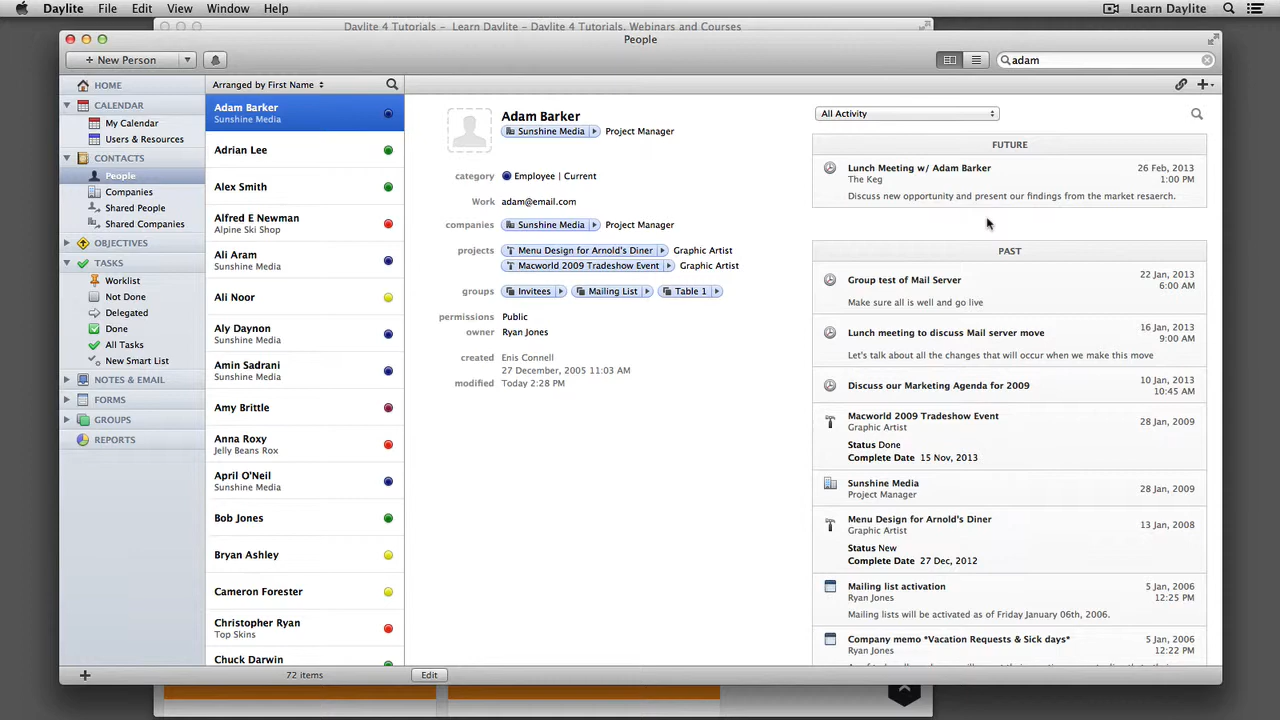 Daylite File Edit View Window Help Learn Daylite
Daylite 4 Tutorials - Learn Daylite - Daylite 4 Tutorials, Webinars and Courses
People
+ New Person
adam
HOME
CALENDAR
My Calendar
Users & Resources
CONTACTS
People
Companies
Shared People
Shared Companies
OBJECTIVES
TASKS
Worklist
Not Done
Delegated
Done
All Tasks
New Smart List
NOTES & EMAIL
FORMS
GROUPS
REPORTS
Arranged by First Name
Adam Barker
Sunshine Media
Adrian Lee
Alex Smith
Alfred E Newman
Alpine Ski Shop
Ali Aram
Sunshine Media
Ali Noor
Aly Daynon
Sunshine Media
Amin Sadrani
Sunshine Media
Amy Brittle
Anna Roxy
Jelly Beans Rox
April O'Neil
Sunshine Media
Bob Jones
Bryan Ashley
Cameron Forester
Christopher Ryan
Top Skins
Chuck Darwin
72 items
Adam Barker
Sunshine Media Project Manager
category Employee | Current
Work adam@email.com
companies Sunshine Media Project Manager
projects Menu Design for Arnold's Diner Graphic Artist
Macworld 2009 Tradeshow Event Graphic Artist
groups Invitees Mailing List Table 1
permissions Public
owner Ryan Jones
created Enis Connell
27 December, 2005 11:03 AM
modified Today 2:28 PM
Edit
All Activity
FUTURE
Lunch Meeting w/ Adam Barker 26 Feb, 2013
The Keg 1:00 PM
Discuss new opportunity and present our findings from the market resaerch.
PAST
Group test of Mail Server 22 Jan, 2013
6:00 AM
Make sure all is well and go live
Lunch meeting to discuss Mail server move 16 Jan, 2013
9:00 AM
Let's talk about all the changes that will occur when we make this move
Discuss our Marketing Agenda for 2009 10 Jan, 2013
10:45 AM
Macworld 2009 Tradeshow Event 28 Jan, 2009
Graphic Artist
Status Done
Complete Date 15 Nov, 2013
Sunshine Media 28 Jan, 2009
Project Manager
Menu Design for Arnold's Diner 13 Jan, 2008
Graphic Artist
Status New
Complete Date 27 Dec, 2012
Mailing list activation 5 Jan, 2006
Ryan Jones 12:25 PM
Mailing lists will be activated as of Friday January 06th, 2006.
Company memo *Vacation Requests & Sick days* 5 Jan, 2006
Ryan Jones 12:22 PM